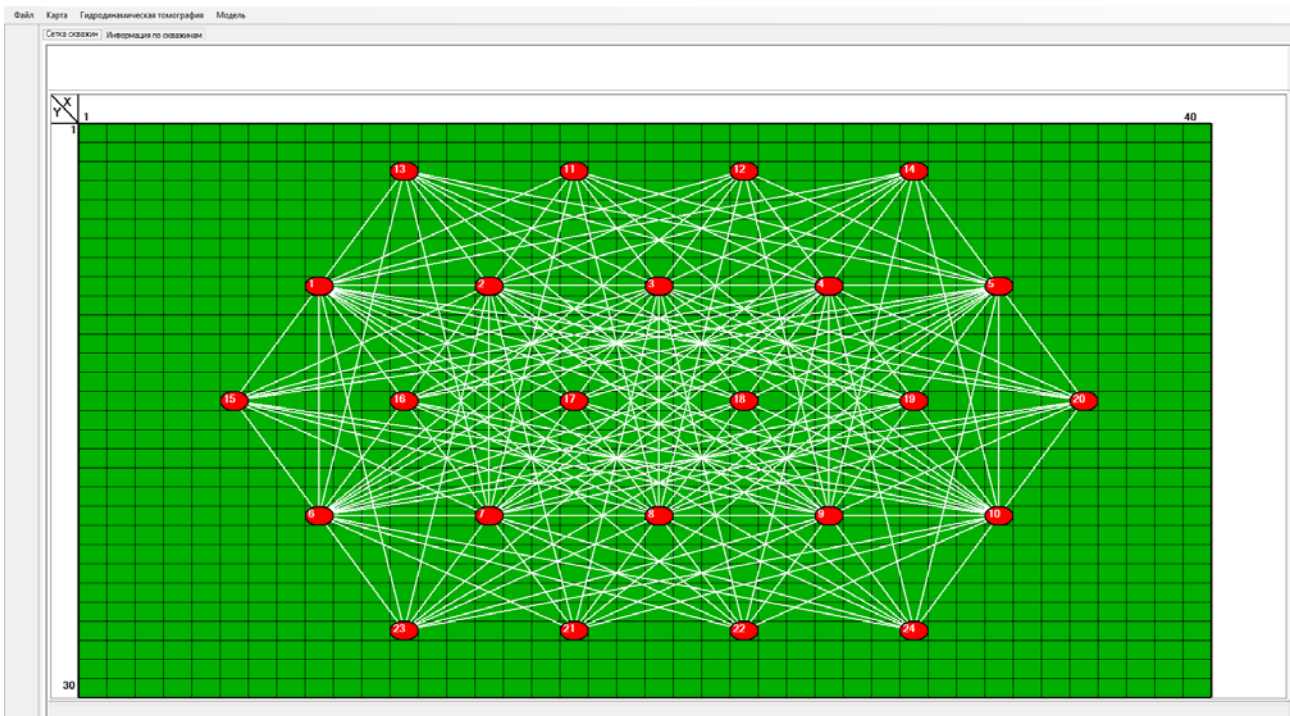 Файл Карта Гидродинамическая томография Модель
Сетка скважин Информация по скважинам
X
Y
1 40
1
13 11 12 14
1 2 3 4 5
15 16 17 18 19 20
6 7 8 9 10
23 21 22 24
30